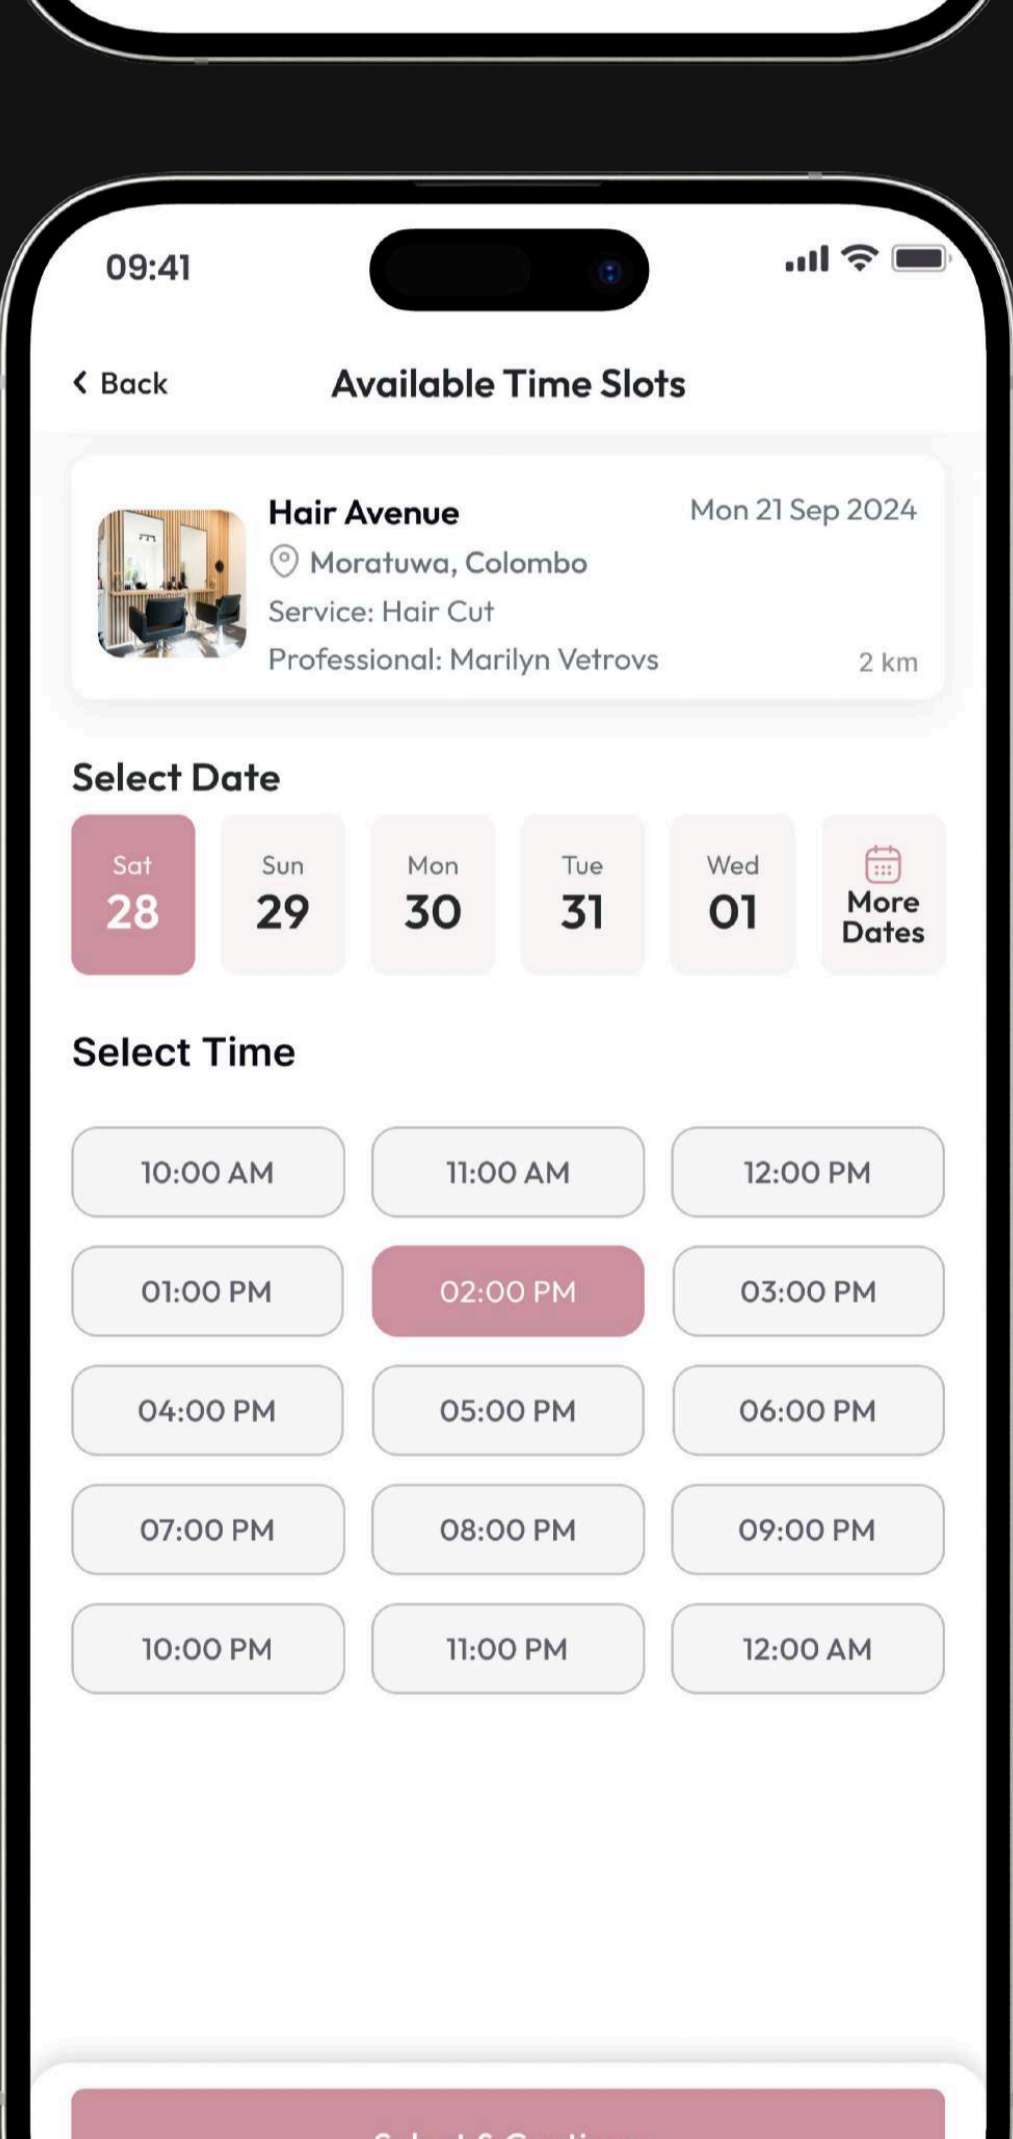 09:41
Back
Available Time Slots
Hair Avenue
Mon 21 Sep 2024
Moratuwa, Colombo
Service: Hair Cut
Professional: Marilyn Vetrovs
2 km
Select Date
Sat
28
Sun
29
Mon
30
Tue
31
Wed
01
More
Dates
Select Time
10:00 AM
11:00 AM
12:00 PM
01:00 PM
02:00 PM
03:00 PM
04:00 PM
05:00 PM
06:00 PM
07:00 PM
08:00 PM
09:00 PM
10:00 PM
11:00 PM
12:00 AM